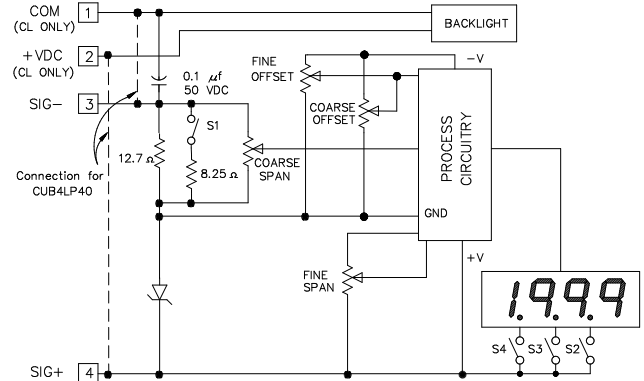 COM
(CL ONLY)
1
BACKLIGHT
+VDC
(CL ONLY)
2
FINE
OFFSET
-V
0.1 µf
50 VDC
SIG-
3
S1
COARSE
OFFSET
PROCESS
CIRCUITRY
12.7 Ω
8.25 Ω
COARSE
SPAN
Connection for
CUB4LP40
GND
+V
FINE
SPAN
1.9.9.9
S4
S3
S2
SIG+
4